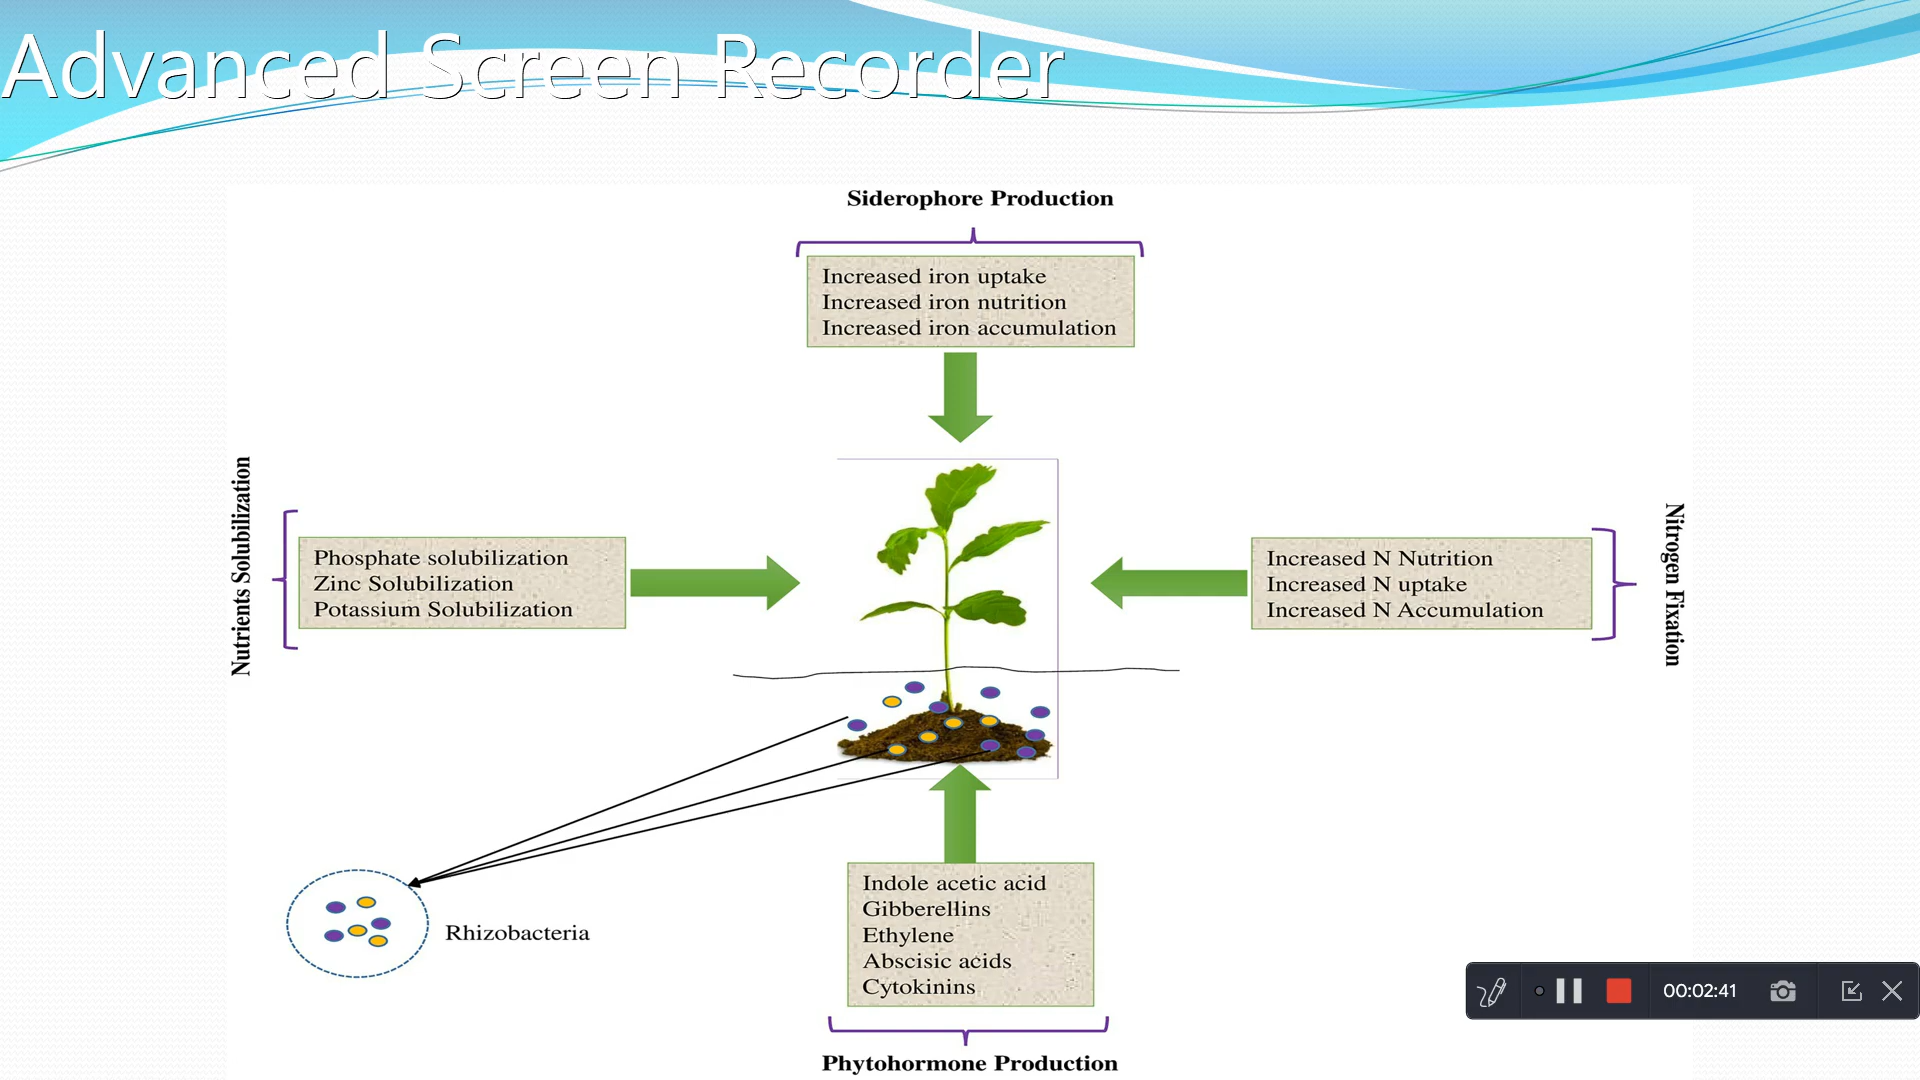 Advanced Screen Recorder
Siderophore Production
Increased iron uptake
Increased iron nutrition
Increased iron accumulation
Nutrients Solubilization
Phosphate solubilization
Zinc Solubilization
Potassium Solubilization
Increased N Nutrition
Increased N uptake
Increased N Accumulation
Nitrogen Fixation
Rhizobacteria
Indole acetic acid
Gibberellins
Ethylene
Abscisic acids
Cytokinins
Phytohormone Production
00:02:41